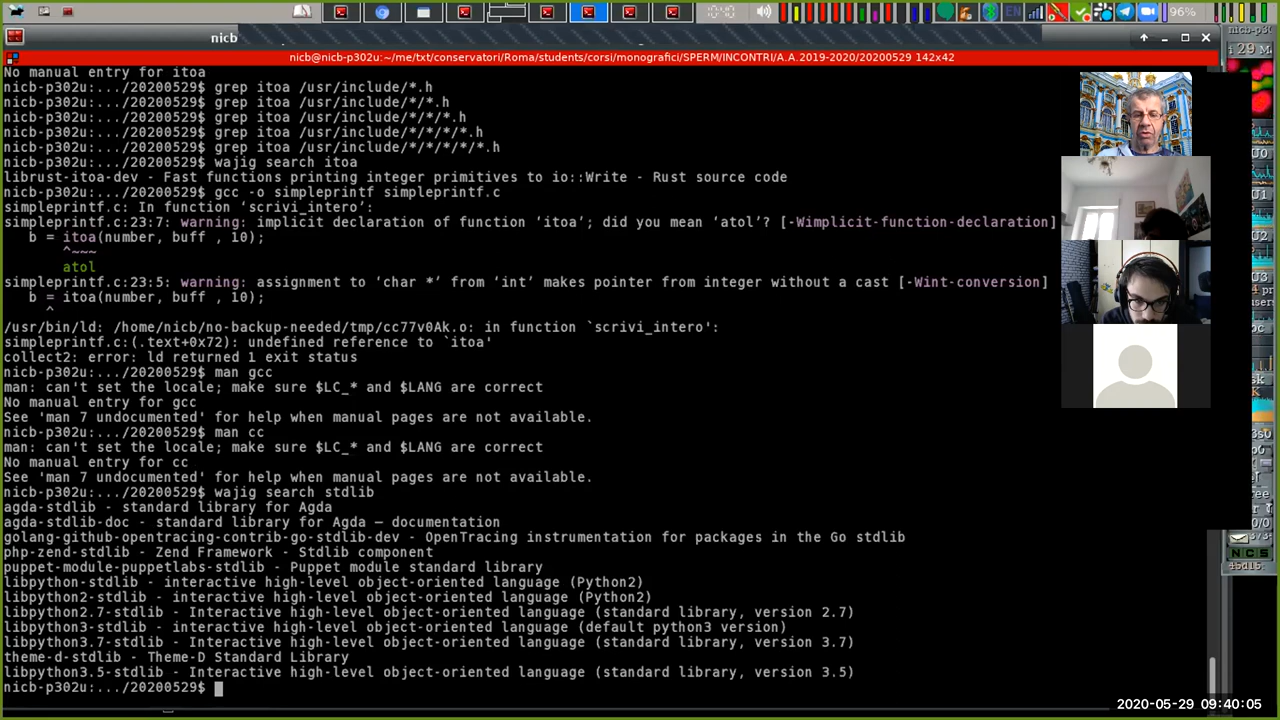 10:40
EN
96%
nicb
nicb@nicb-p302u:~/me/txt/conservatori/Roma/students/corsi/monografici/SPERM/INCONTRI/A.A.2019-2020/20200529 142x42
No manual entry for itoa
nicb-p302u:.../20200529$ grep itoa /usr/include/*.h
nicb-p302u:.../20200529$ grep itoa /usr/include/*/*.h
nicb-p302u:.../20200529$ grep itoa /usr/include/*/*/*.h
nicb-p302u:.../20200529$ grep itoa /usr/include/*/*/*/*.h
nicb-p302u:.../20200529$ grep itoa /usr/include/*/*/*/*/*.h
nicb-p302u:.../20200529$ wajig search itoa
librust-itoa-dev - Fast functions printing integer primitives to io::Write - Rust source code
nicb-p302u:.../20200529$ gcc -o simpleprintf simpleprintf.c
simpleprintf.c: In function ‘scrivi_intero’:
simpleprintf.c:23:7: warning: implicit declaration of function ‘itoa’; did you mean ‘atol’? [-Wimplicit-function-declaration]
b = itoa(number, buff , 10);
^~~~
atol
simpleprintf.c:23:5: warning: assignment to ‘char *’ from ‘int’ makes pointer from integer without a cast [-Wint-conversion]
b = itoa(number, buff , 10);
^
/usr/bin/ld: /home/nicb/no-backup-needed/tmp/cc77v0Ak.o: in function `scrivi_intero':
simpleprintf.c:(.text+0x72): undefined reference to `itoa'
collect2: error: ld returned 1 exit status
nicb-p302u:.../20200529$ man gcc
man: can't set the locale; make sure $LC_* and $LANG are correct
No manual entry for gcc
See 'man 7 undocumented' for help when manual pages are not available.
nicb-p302u:.../20200529$ man cc
man: can't set the locale; make sure $LC_* and $LANG are correct
No manual entry for cc
See 'man 7 undocumented' for help when manual pages are not available.
nicb-p302u:.../20200529$ wajig search stdlib
agda-stdlib - standard library for Agda
agda-stdlib-doc - standard library for Agda — documentation
golang-github-opentracing-contrib-go-stdlib-dev - OpenTracing instrumentation for packages in the Go stdlib
php-zend-stdlib - Zend Framework - Stdlib component
puppet-module-puppetlabs-stdlib - Puppet module standard library
libpython-stdlib - interactive high-level object-oriented language (Python2)
libpython2-stdlib - interactive high-level object-oriented language (Python2)
libpython2.7-stdlib - Interactive high-level object-oriented language (standard library, version 2.7)
libpython3-stdlib - interactive high-level object-oriented language (default python3 version)
libpython3.7-stdlib - Interactive high-level object-oriented language (standard library, version 3.7)
theme-d-stdlib - Theme-D Standard Library
libpython3.5-stdlib - Interactive high-level object-oriented language (standard library, version 3.5)
nicb-p302u:.../20200529$
2020-05-29 09:40:05